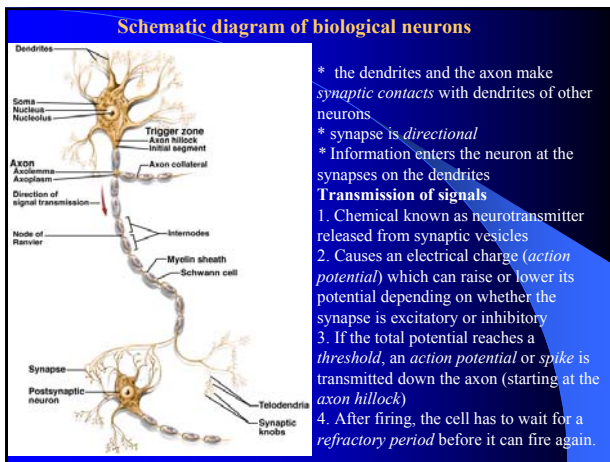 Schematic diagram of biological neurons
Dendrites
Soma
Nucleus
Nucleolus
Trigger zone
Axon hillock
Initial segment
Axon
Axolemma
Axoplasm
Axon collateral
Direction of
signal transmission
Node of
Ranvier
Internodes
Myelin sheath
Schwann cell
Synapse
Postsynaptic
neuron
Telodendria
Synaptic
knobs
* the dendrites and the axon make
synaptic contacts with dendrites of other
neurons
* synapse is directional
* Information enters the neuron at the
synapses on the dendrites
Transmission of signals
1. Chemical known as neurotransmitter
released from synaptic vesicles
2. Causes an electrical charge (action
potential) which can raise or lower its
potential depending on whether the
synapse is excitatory or inhibitory
3. If the total potential reaches a
threshold, an action potential or spike is
transmitted down the axon (starting at the
axon hillock)
4. After firing, the cell has to wait for a
refractory period before it can fire again.